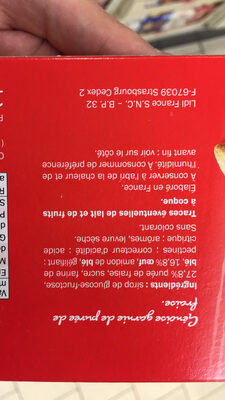 Génoise garnie de purée de
fraise.
Ingrédients : sirop de glucose-fructose,
27,8% purée de fraise, sucre, farine de
blé, 16,8% œuf, amidon de blé, gélifiant :
pectines ; correcteur d'acidité : acide
citrique ; arômes, levure sèche.
Sans colorant.
Traces éventuelles de lait et de fruits
à coque.
Élaboré en France.
À conserver à l'abri de la chaleur et de
l'humidité. À consommer de préférence
avant fin : voir sur le côté.
Lidl France S.N.C. – B.P. 32
F-67039 Strasbourg Cedex 2